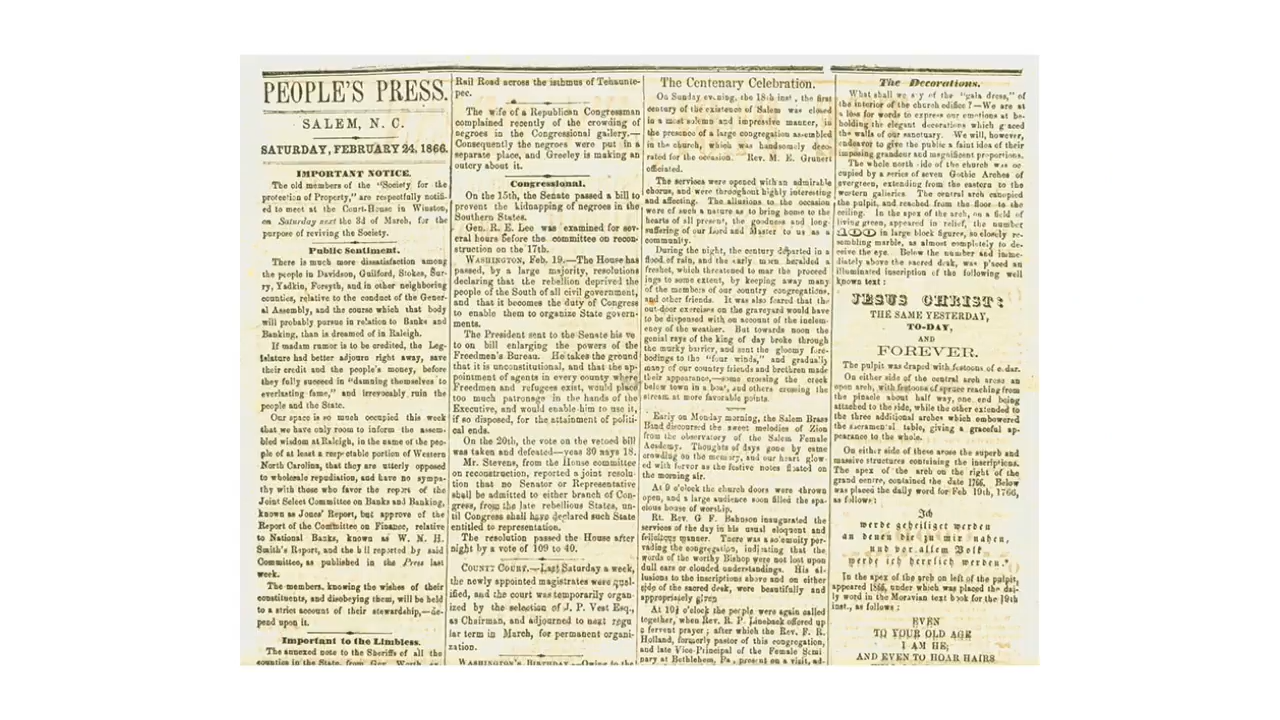 PEOPLE'S PRESS.
SALEM, N. C.
SATURDAY, FEBRUARY 24, 1866.
IMPORTANT NOTICE.
The old members of the "Society for the
protection of Property," are respectfully notifi-
ed to meet at the Court-House in Winston,
on Saturday next the 3d of March, for the
purpose of reviving the Society.
Public Sentiment.
There is much more dissatisfaction among
the people in Davidson, Guilford, Stokes, Sur-
ry, Yadkin, Forsyth, and in other neighboring
counties, relative to the conduct of the Gener-
al Assembly, and the course which that body
will probably pursue in relation to Banks and
Banking, than is dreamed of in Raleigh.
If madam rumor is to be credited, the Leg-
islature had better adjourn right away, save
their credit and the people's money, before
they fully succeed in "damning themselves to
everlasting fame," and irrevocably ruin the
people and the State.
Our space is so much occupied this week
that we have only room to inform the assem-
bled wisdom at Raleigh, in the name of the peo-
ple of at least a respectable portion of Western
North Carolina, that they are utterly opposed
to wholesale repudiation, and have no sympa-
thy with those who favor the report of the
Joint Select Committee on Banks and Banking,
known as Jones' Report, but approve of the
Report of the Committee on Finance, relative
to National Banks, known as W. N. H.
Smith's Report, and the bill reported by said
Committee, as published in the Press last
week.
The members, knowing the wishes of their
constituents, and disobeying them, will be held
to a strict account of their stewardship,—de-
pend upon it.
Important to the Limbless.
The annexed note to the Sheriffs of all the
counties in the State, from Gov. Worth,
Rail Road across the isthmus of Tehaunte-
pec.
The wife of a Republican Congressman
complained recently of the crowding of
negroes in the Congressional gallery.—
Consequently the negroes were put in a
separate place, and Greeley is making an
outcry about it.
Congressional.
On the 15th, the Senate passed a bill to
prevent the kidnapping of negroes in the
Southern States.
Gen. R. E. Lee was examined for sev-
eral hours before the committee on recon-
struction on the 17th.
WASHINGTON, Feb. 19.—The House has
passed, by a large majority, resolutions
declaring that the rebellion deprived the
people of the South of all civil government,
and that it becomes the duty of Congress
to enable them to organize State govern-
ments.
The President sent to the Senate his ve
to on bill enlarging the powers of the
Freedmen's Bureau. He takes the ground
that it is unconstitutional, and that the ap-
pointment of agents in every county where
Freedmen and refugees exist, would place
too much patronage in the hands of the
Executive, and would enable him to use it,
if so disposed, for the attainment of politi-
cal ends.
On the 20th, the vote on the vetoed bill
was taken and defeated—yeas 30 nays 18.
Mr. Stevens, from the House committee
on reconstruction, reported a joint resolu-
tion that no Senator or Representative
shall be admitted to either branch of Con-
gress, from the late rebellious States, un-
til Congress shall have declared such State
entitled to representation.
The resolution passed the House after
night by a vote of 109 to 40.
COUNTY COURT.—Last Saturday a week,
the newly appointed magistrates were qual-
ified, and the court was temporarily organ-
ized by the selection of J. P. Vest Esq.,
as Chairman, and adjourned to next regu
lar term in March, for permanent organi-
zation.
WASHINGTON'S BIRTHDAY.—Owing to the
The Centenary Celebration.
On Sunday evening, the 18th inst., the first
century of the existence of Salem was closed
in a most solemn and impressive manner, in
the presence of a large congregation assembled
in the church, which was handsomely deco-
rated for the occasion. Rev. M. E. Grunert
officiated.
The services were opened with an admirable
chorus, and were throughout highly interesting
and affecting. The allusions to the occasion
were of such a nature as to bring home to the
hearts of all present, the goodness and long-
suffering of our Lord and Master to us as a
community.
During the night, the century departed in a
flood of rain, and the early morn heralded a
freshet, which threatened to mar the proceed
ings to some extent, by keeping away many
of the members of our country congregations,
and other friends. It was also feared that the
out-door exercises on the graveyard would have
to be dispensed with on account of the inclem-
ency of the weather. But towards noon the
genial rays of the king of day broke through
the murky barrier, and sent the gloomy fore-
bodings to the "four winds," and gradually
many of our country friends and brethren made
their appearance,—some crossing the creek
below town in a boat, and others crossing the
stream at more favorable points.
Early on Monday morning, the Salem Brass
Band discoursed the sweet melodies of Zion
from the observatory of the Salem Female
Academy. Thoughts of days gone by came
crowding on the memory, and our heart glow-
ed with fervor as the festive notes floated on
the morning air.
At 9 o'clock the church doors were thrown
open, and a large audience soon filled the spa-
cious house of worship.
Rt. Rev. G F. Bahnson inaugurated the
services of the day in his usual eloquent and
felicitous manner. There was a solemnity per-
vading the congregation, indicating that the
words of the worthy Bishop were not lost upon
dull ears or clouded understandings. His al-
lusions to the inscriptions above and on either
side of the sacred desk, were beautifully and
appropriately given
At 10½ o'clock the people were again called
together, when Rev. R. P. Lineback offered up
a fervent prayer; after which the Rev. F. R.
Holland, formerly pastor of this congregation,
and late Vice-Principal of the Female Semi-
nary at Bethlehem, Pa., present on a visit, ad-
The Decorations.
What shall we say of the "gala dress," of
the interior of the church edifice?—We are at
a loss for words to express our emotions at be-
holding the elegant decorations which graced
the walls of our sanctuary. We will, however,
endeavor to give the public a faint idea of their
imposing grandeur and magnificent proportions.
The whole north side of the church was oc-
cupied by a series of seven Gothic Arches of
evergreen, extending from the eastern to the
western galleries. The central arch canopied
the pulpit, and reached from the floor to the
ceiling. In the apex of the arch, on a field of
living green, appeared in relief, the number
100 in large block figures, so closely re-
sembling marble, as almost completely to de-
ceive the eye. Below the number and imme-
diately above the sacred desk, was placed an
illuminated inscription of the following well
known text:
JESUS CHRIST:
THE SAME YESTERDAY,
TO-DAY,
AND
FOREVER.
The pulpit was draped with festoons of cedar.
On either side of the central arch arose an
open arch, with festoons of spruce reaching from
the pinacle about half way, one end being
attached to the side, while the other extended to
the three additional arches which embowered
the sacramental table, giving a graceful ap-
pearance to the whole.
On either side of these arose the superb and
massive structures containing the inscriptions.
The apex of the arch on the right of the
grand centre, contained the date 1766. Below
was placed the daily word for Feb 19th, 1766,
as follows:
Ich
werde geheiliget werden
an denen die zu mir nahen,
und vor allem Volk
werde ich herrlich werden.*
In the apex of the arch on left of the pulpit,
appeared 1866, under which was placed the dai-
ly word in the Moravian text book for the 19th
inst., as follows:
EVEN
TO YOUR OLD AGE
I AM HE;
AND EVEN TO HOAR HAIRS